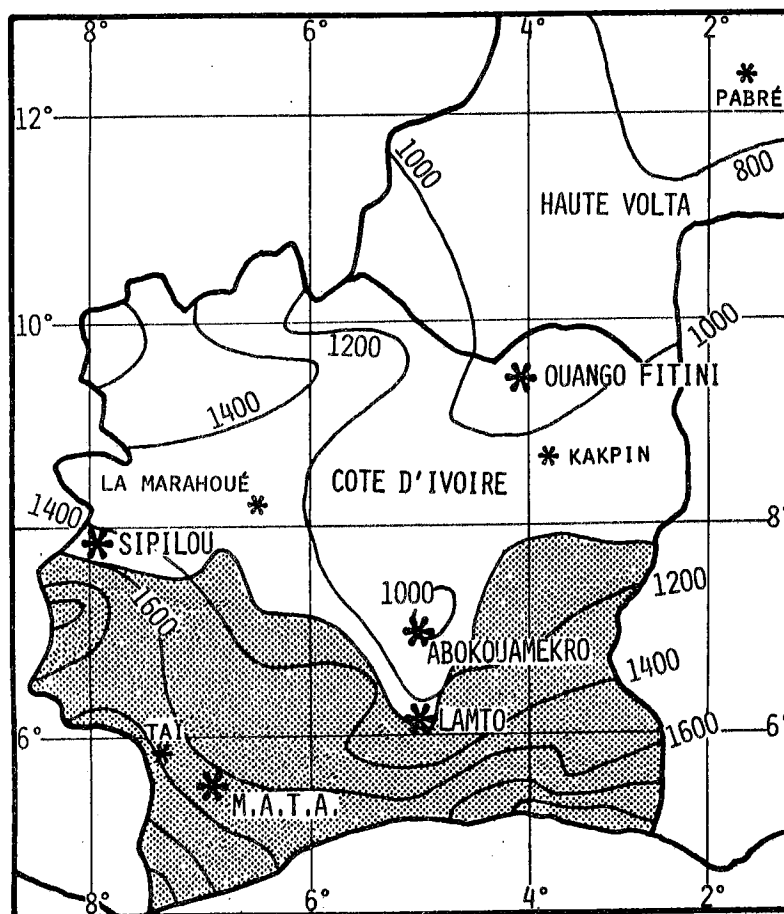 8°
6°
4°
2°
PABRÉ
12°
1000
800
HAUTE VOLTA
10°
1200
1000
OUANGO FITINI
1400
KAKPIN
LA MARAHOUÉ
COTE D'IVOIRE
1400
8°
SIPILOU
1600
1000
1200
ABOKOUAMEKRO
1400
LAMTO
1600
6°
TAI
6°
M.A.T.A.
8°
6°
4°
2°